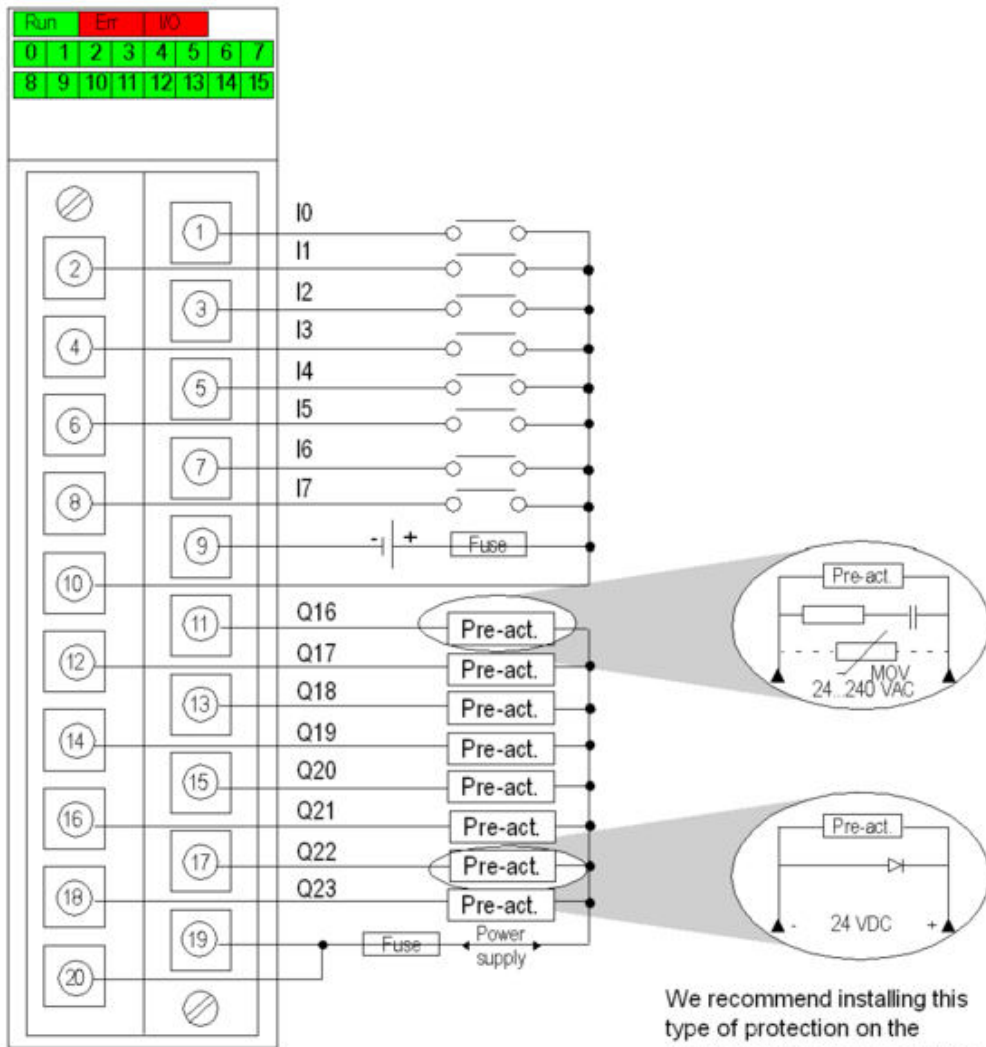 Run Err I/O
0 1 2 3 4 5 6 7
8 9 10 11 12 13 14 15
1 I0
2 I1
3 I2
4 I3
5 I4
6 I5
7 I6
8 I7
9 - + Fuse
10
11 Q16 Pre-act.
12 Q17 Pre-act.
13 Q18 Pre-act.
14 Q19 Pre-act.
15 Q20 Pre-act.
16 Q21 Pre-act.
17 Q22 Pre-act.
18 Q23 Pre-act.
19 Fuse Power
supply
20
Pre-act.
MOV
24...240 VAC
Pre-act.
- 24 VDC +
We recommend installing this
type of protection on the